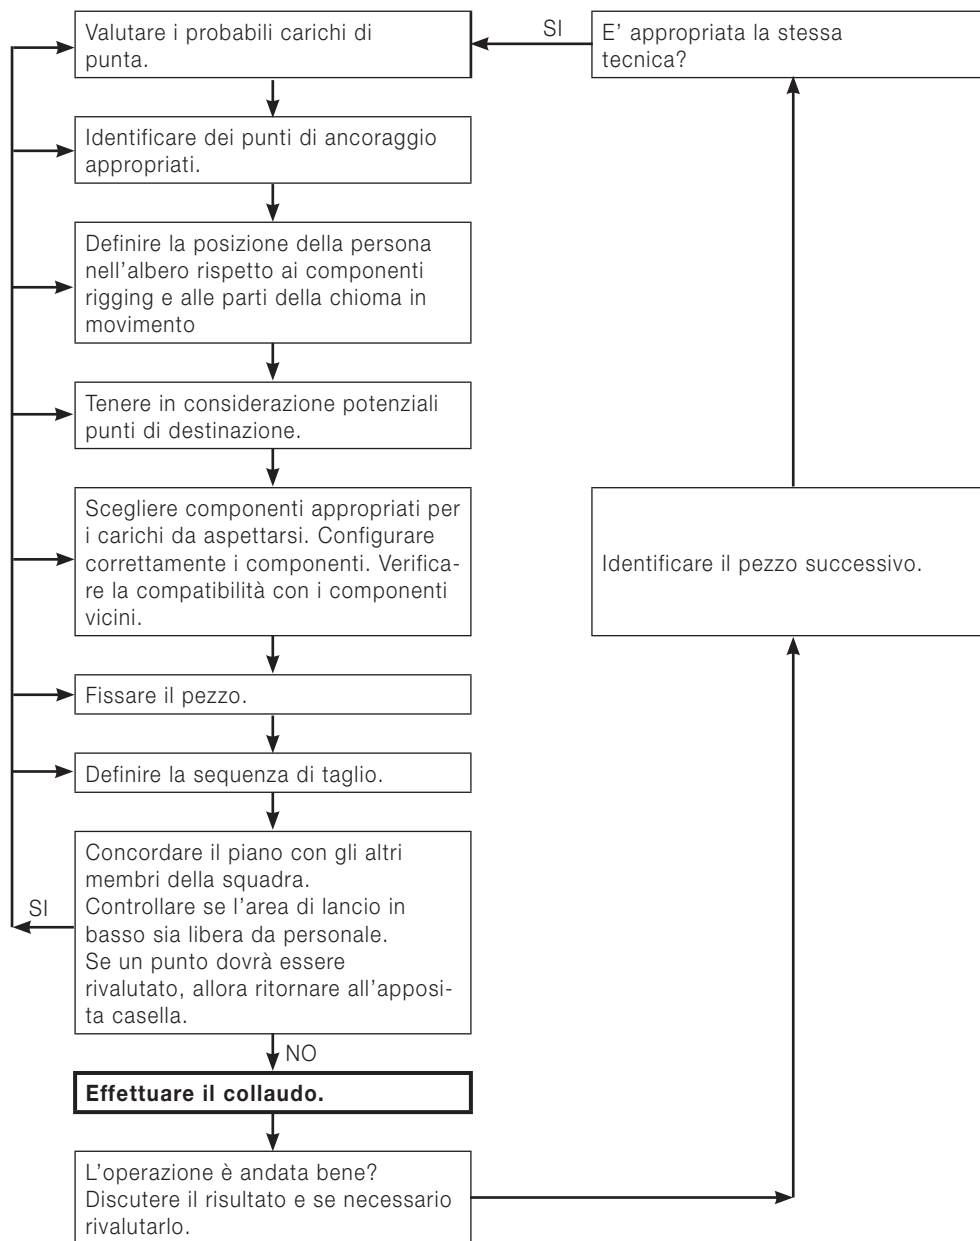 Valutare i probabili carichi di
punta.
SI
E' appropriata la stessa
tecnica?
Identificare dei punti di ancoraggio
appropriati.
Definire la posizione della persona
nell'albero rispetto ai componenti
rigging e alle parti della chioma in
movimento
Tenere in considerazione potenziali
punti di destinazione.
Scegliere componenti appropriati per
i carichi da aspettarsi. Configurare
correttamente i componenti. Verifica-
re la compatibilità con i componenti
vicini.
Identificare il pezzo successivo.
Fissare il pezzo.
Definire la sequenza di taglio.
Concordare il piano con gli altri
membri della squadra.
Controllare se l'area di lancio in
basso sia libera da personale.
Se un punto dovrà essere
rivalutato, allora ritornare all'apposi-
ta casella.
SI
NO
Effettuare il collaudo.
L'operazione è andata bene?
Discutere il risultato e se necessario
rivalutarlo.